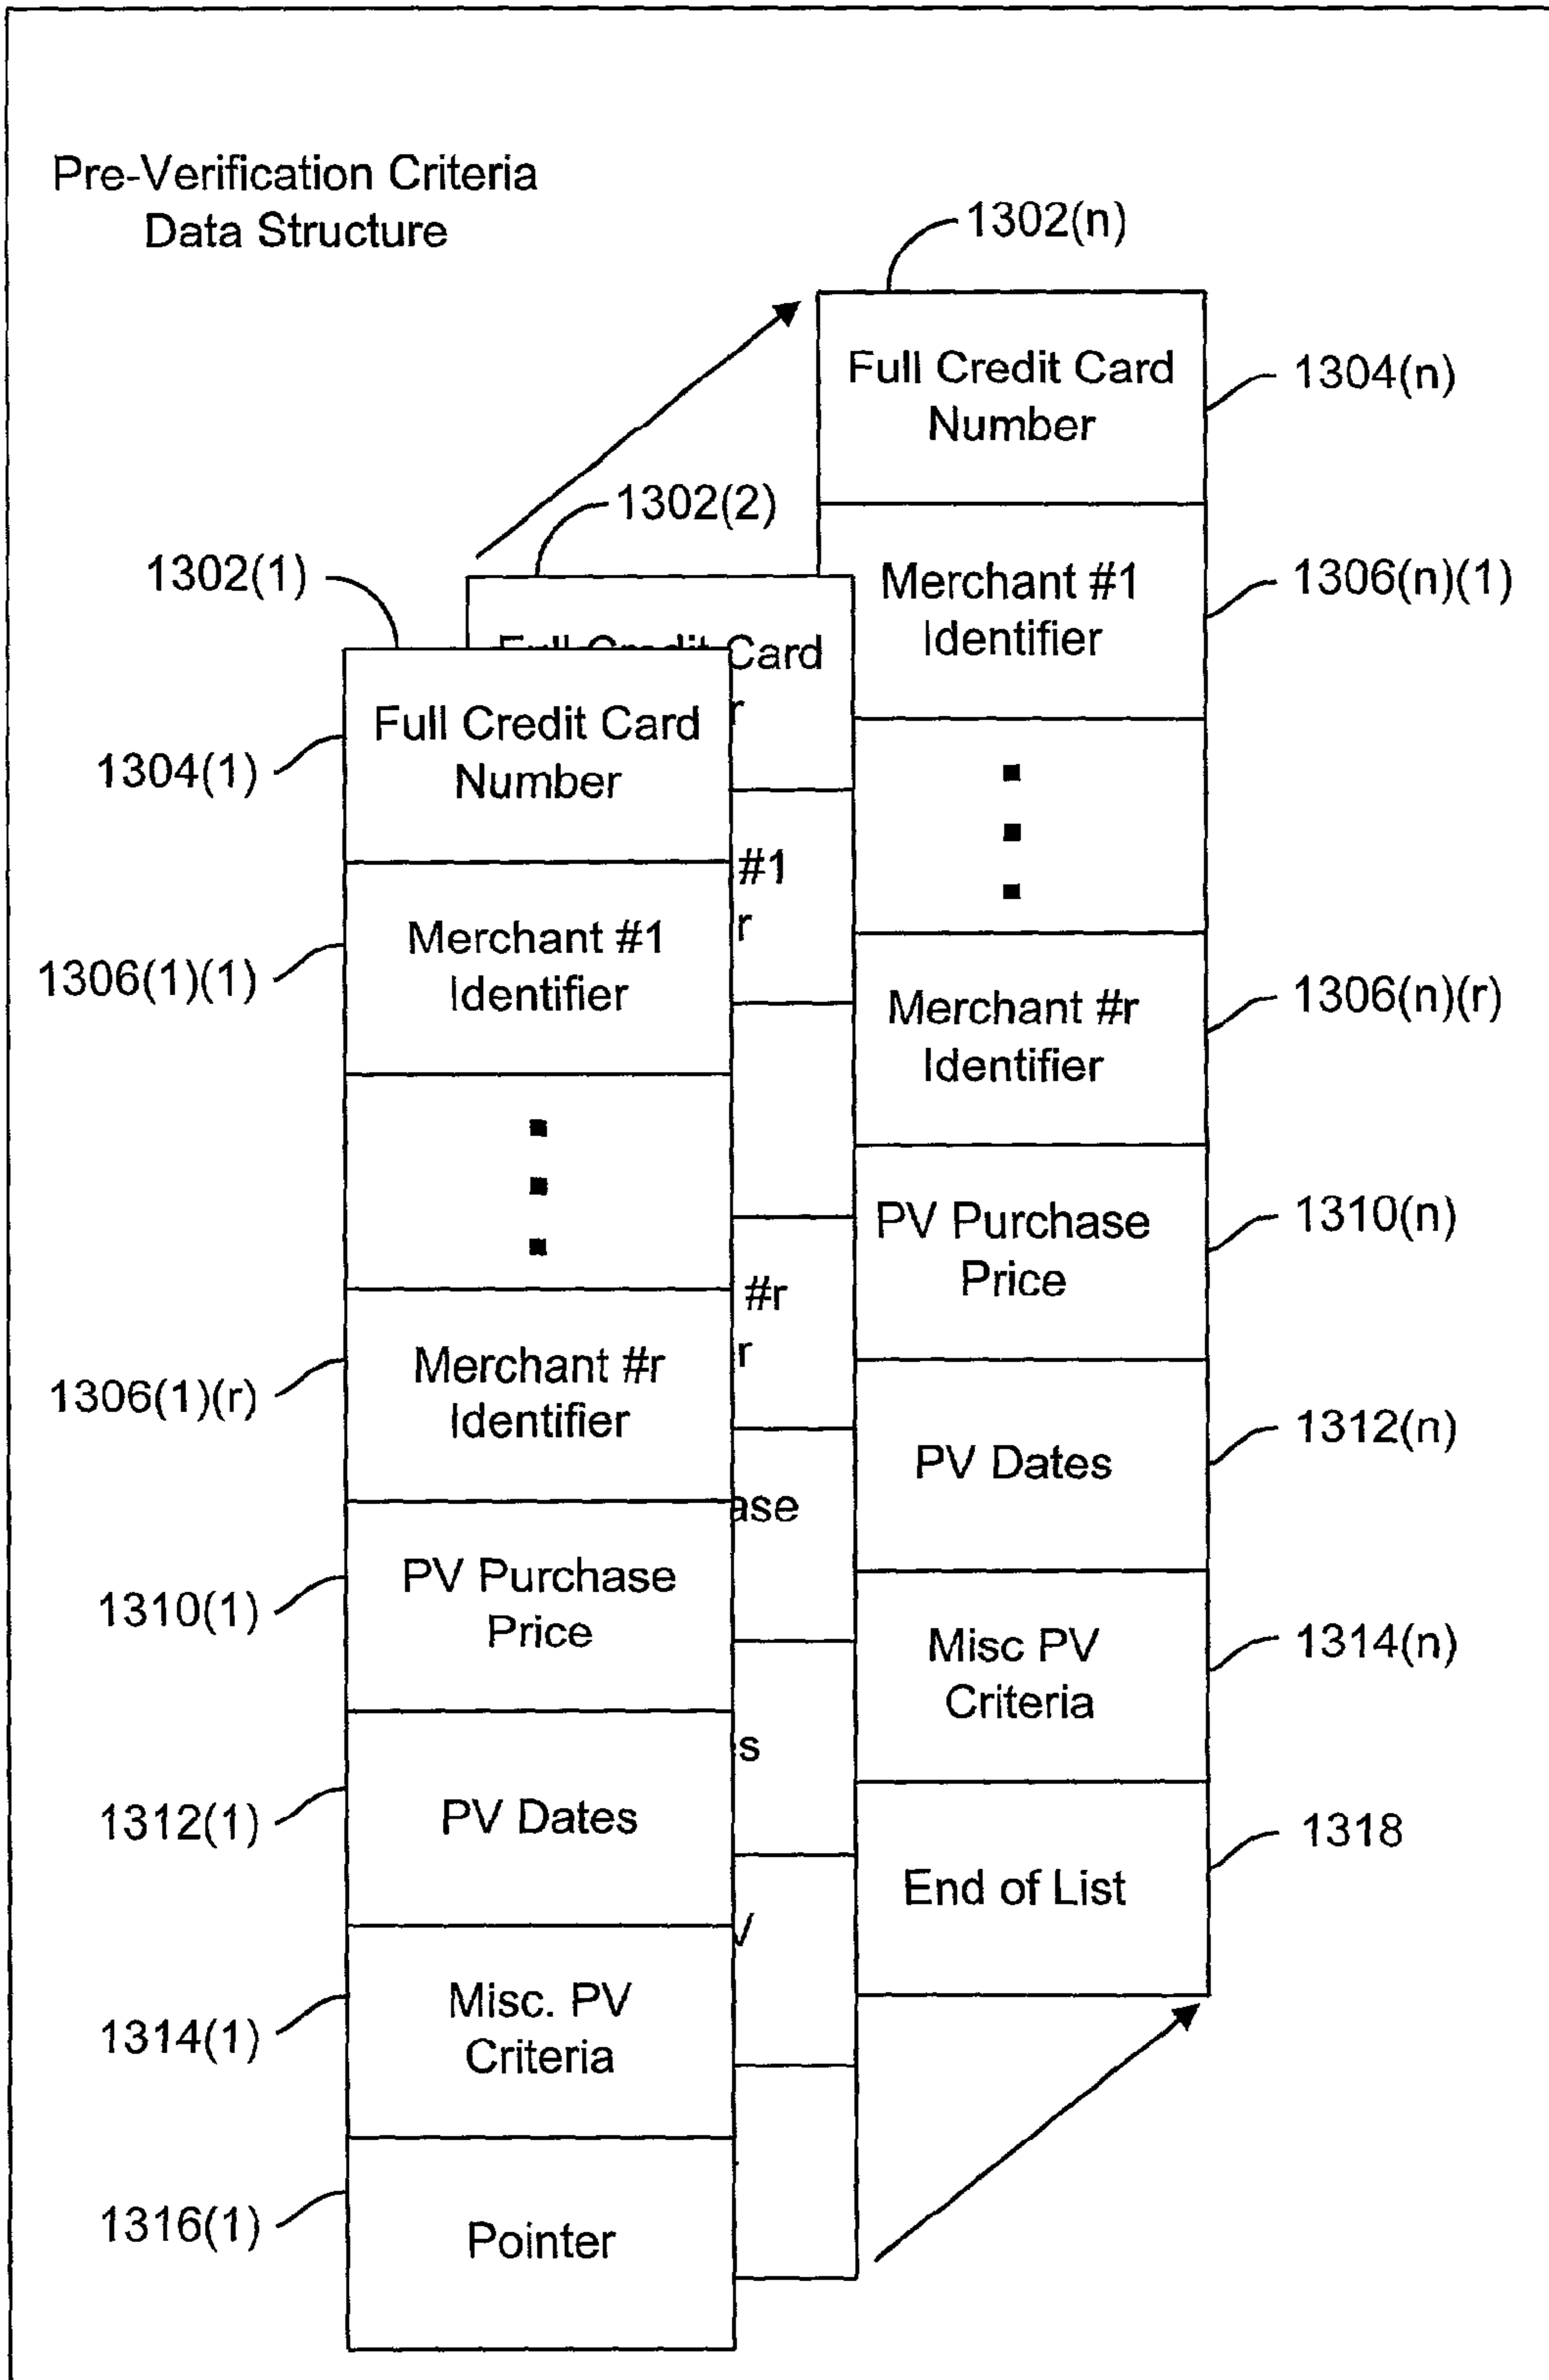 Pre-Verification Criteria
Data Structure
1302(n)
Full Credit Card
Number
1304(n)
Merchant #1
Identifier
1306(n)(1)
Merchant #r
Identifier
1306(n)(r)
PV Purchase
Price
1310(n)
PV Dates
1312(n)
Misc PV
Criteria
1314(n)
End of List
1318
1302(2)
Full Credit Card
r
#1
r
#r
r
ase
s
V
1302(1)
Full Credit Card
Number
1304(1)
Merchant #1
Identifier
1306(1)(1)
Merchant #r
Identifier
1306(1)(r)
PV Purchase
Price
1310(1)
PV Dates
1312(1)
Misc. PV
Criteria
1314(1)
Pointer
1316(1)